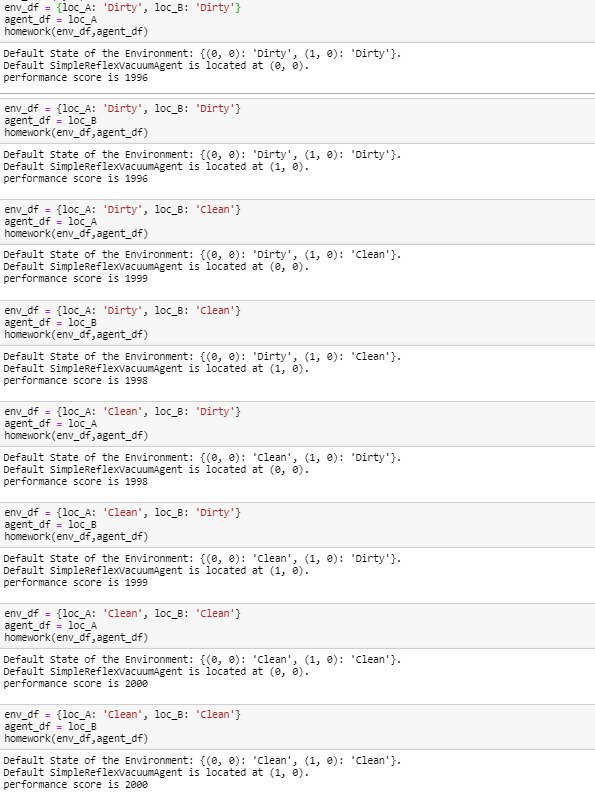 env_df = {loc_A: 'Dirty', loc_B: 'Dirty'}
agent_df = loc_A
homework(env_df,agent_df)
Default State of the Environment: {(0, 0): 'Dirty', (1, 0): 'Dirty'}.
Default SimpleReflexVacuumAgent is located at (0, 0).
performance score is 1996
env_df = {loc_A: 'Dirty', loc_B: 'Dirty'}
agent_df = loc_B
homework(env_df,agent_df)
Default State of the Environment: {(0, 0): 'Dirty', (1, 0): 'Dirty'}.
Default SimpleReflexVacuumAgent is located at (1, 0).
performance score is 1996
env_df = {loc_A: 'Dirty', loc_B: 'Clean'}
agent_df = loc_A
homework(env_df,agent_df)
Default State of the Environment: {(0, 0): 'Dirty', (1, 0): 'Clean'}.
Default SimpleReflexVacuumAgent is located at (0, 0).
performance score is 1999
env_df = {loc_A: 'Dirty', loc_B: 'Clean'}
agent_df = loc_B
homework(env_df,agent_df)
Default State of the Environment: {(0, 0): 'Dirty', (1, 0): 'Clean'}.
Default SimpleReflexVacuumAgent is located at (1, 0).
performance score is 1998
env_df = {loc_A: 'Clean', loc_B: 'Dirty'}
agent_df = loc_A
homework(env_df,agent_df)
Default State of the Environment: {(0, 0): 'Clean', (1, 0): 'Dirty'}.
Default SimpleReflexVacuumAgent is located at (0, 0).
performance score is 1998
env_df = {loc_A: 'Clean', loc_B: 'Dirty'}
agent_df = loc_B
homework(env_df,agent_df)
Default State of the Environment: {(0, 0): 'Clean', (1, 0): 'Dirty'}.
Default SimpleReflexVacuumAgent is located at (1, 0).
performance score is 1999
env_df = {loc_A: 'Clean', loc_B: 'Clean'}
agent_df = loc_A
homework(env_df,agent_df)
Default State of the Environment: {(0, 0): 'Clean', (1, 0): 'Clean'}.
Default SimpleReflexVacuumAgent is located at (0, 0).
performance score is 2000
env_df = {loc_A: 'Clean', loc_B: 'Clean'}
agent_df = loc_B
homework(env_df,agent_df)
Default State of the Environment: {(0, 0): 'Clean', (1, 0): 'Clean'}.
Default SimpleReflexVacuumAgent is located at (1, 0).
performance score is 2000